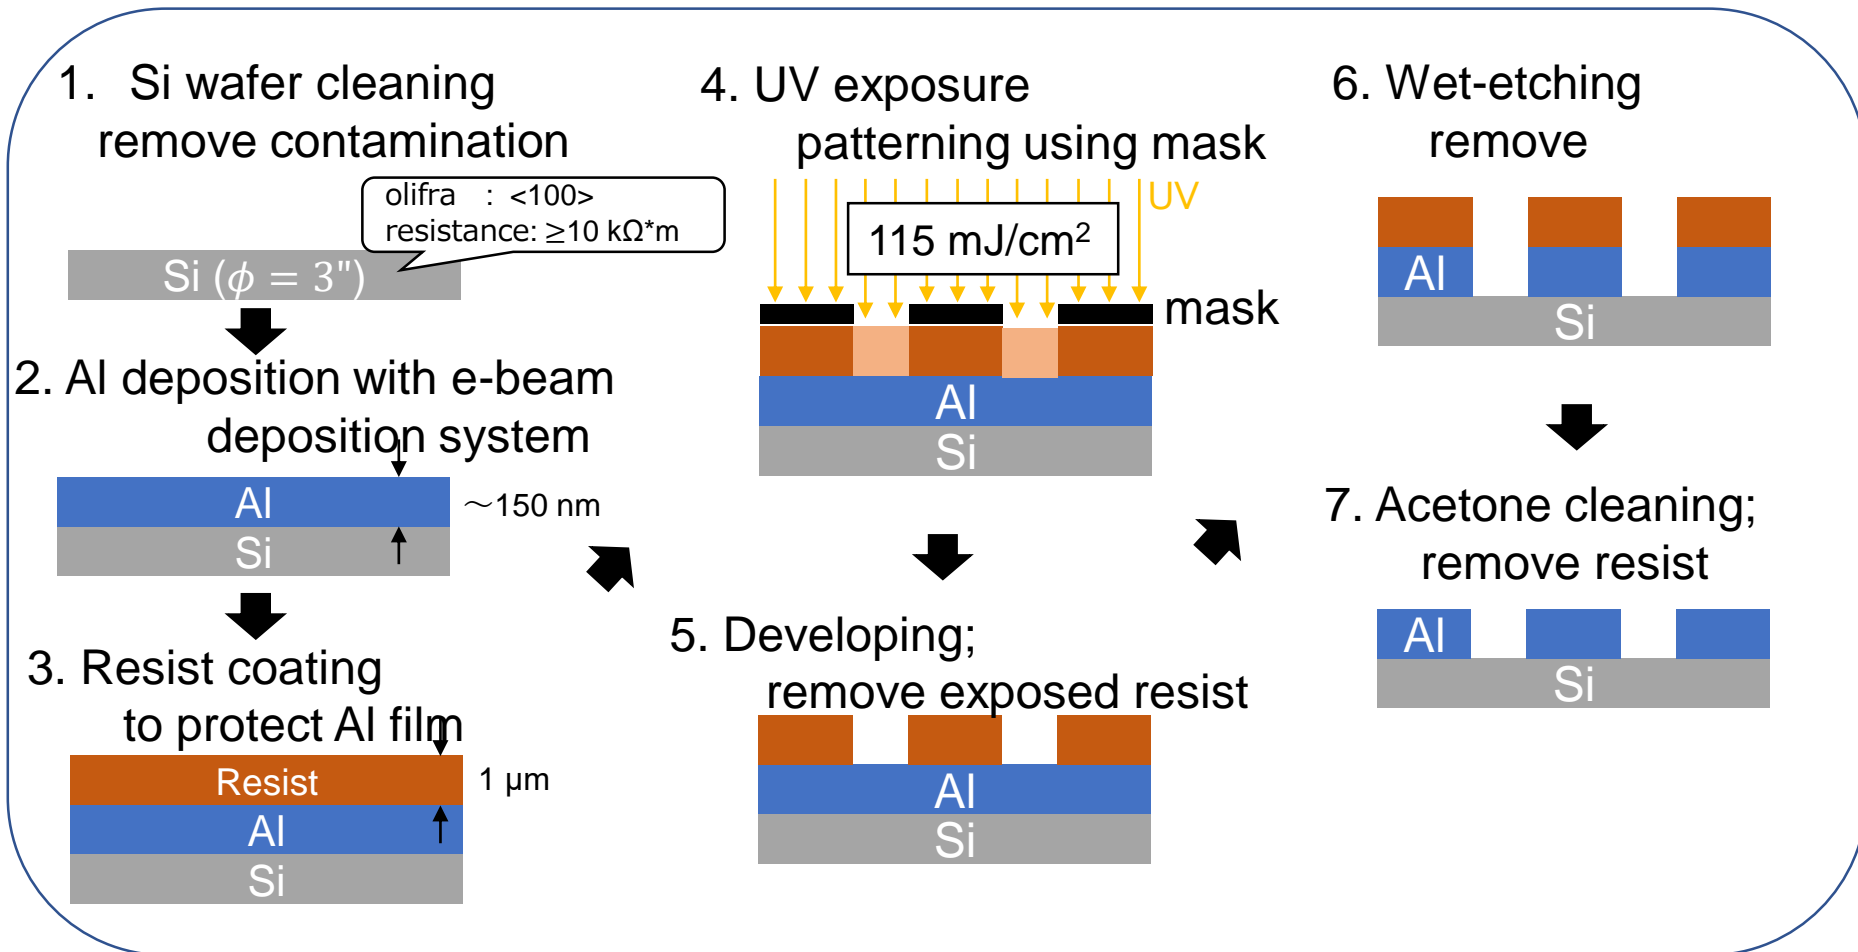 1. Si wafer cleaning
remove contamination
olifra : <100>
resistance: ≥10 kΩ*m
Si (ϕ = 3")
2. Al deposition with e-beam
deposition system
Al
～150 nm
Si
3. Resist coating
to protect Al film
Resist
1 μm
Al
Si
4. UV exposure
patterning using mask
UV
115 mJ/cm²
mask
Al
Si
5. Developing;
remove exposed resist
Al
Si
6. Wet-etching
remove
Al
Si
7. Acetone cleaning;
remove resist
Al
Si